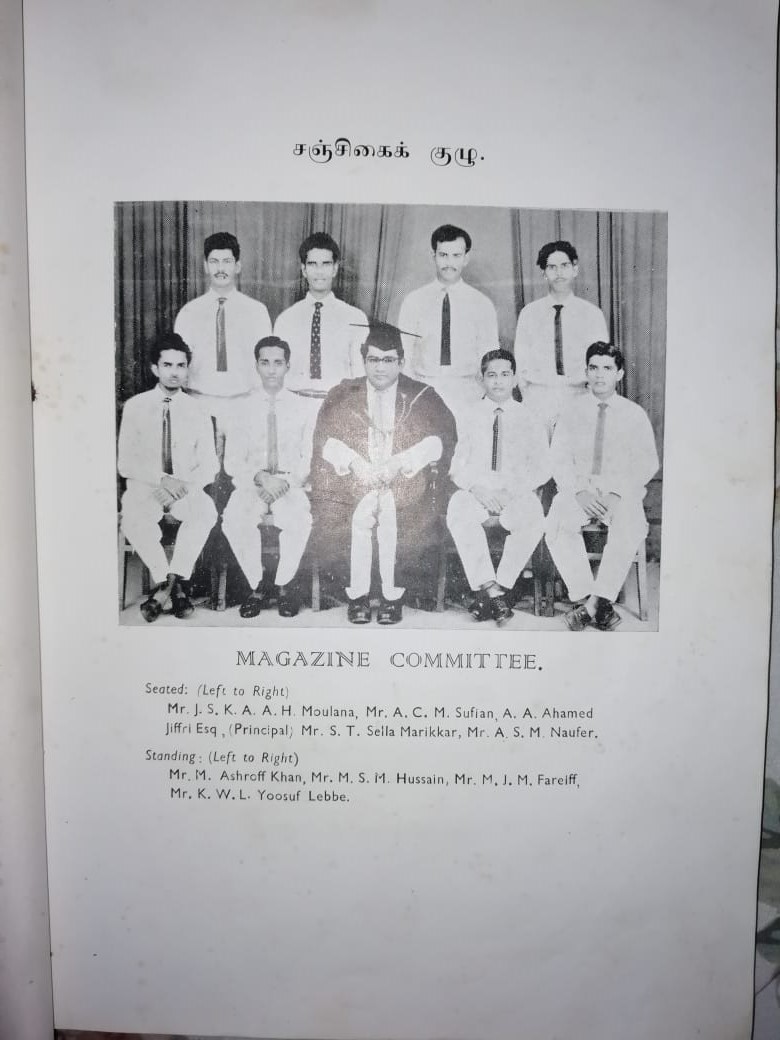 சஞ்சிகைக் குழு.
MAGAZINE COMMITTEE.
Seated: (Left to Right)
Mr. J. S. K. A. A. H. Moulana, Mr. A. C. M. Sufian, A. A. Ahamed
Jiffri Esq., (Principal) Mr. S. T. Sella Marikkar, Mr. A. S. M. Naufer.
Standing: (Left to Right)
Mr. M. Ashroff Khan, Mr. M. S. M. Hussain, Mr. M. J. M. Fareiff,
Mr. K. W. L. Yoosuf Lebbe.